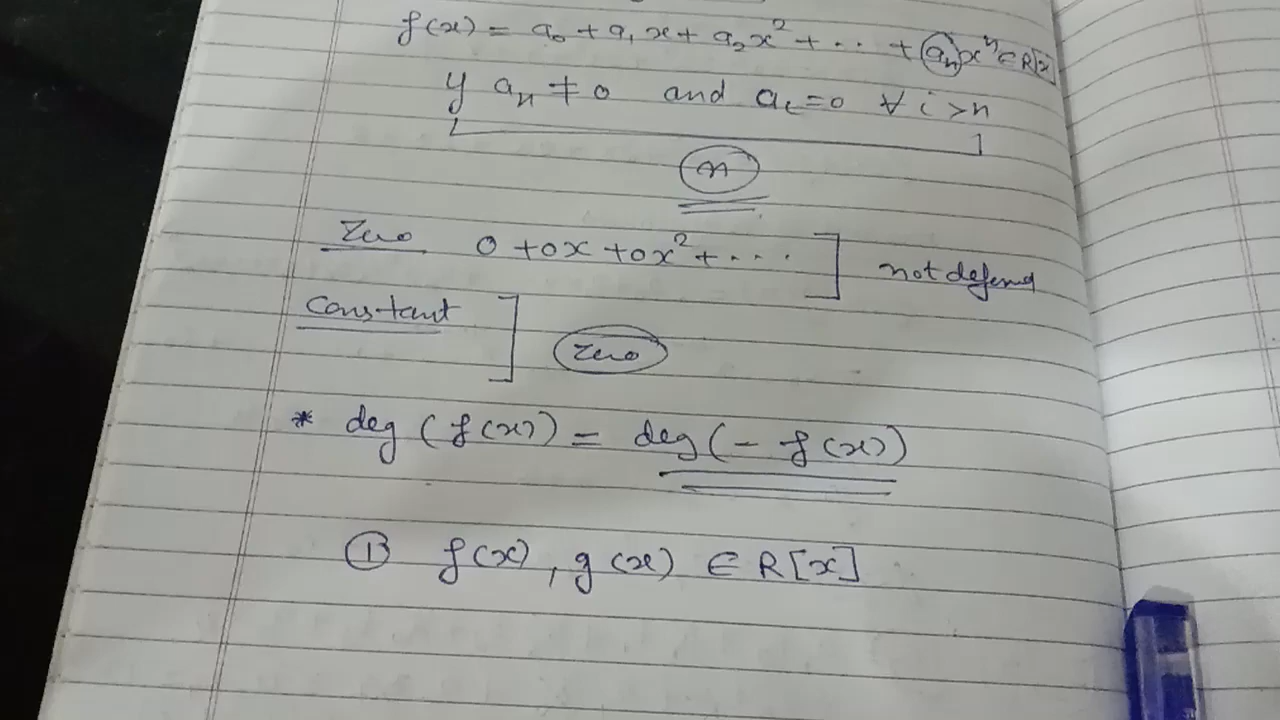 f(x) = a₀ + a₁x + a₂x² + ··· + aₙxⁿ ∈ R[x]
if aₙ ≠ 0 and aᵢ = 0 ∀ i > n
n
Zero 0 + 0x + 0x² + ···· ] not defined
Constant ] zero
* deg (f(x)) = deg (- f(x))
① f(x), g(x) ∈ R[x]